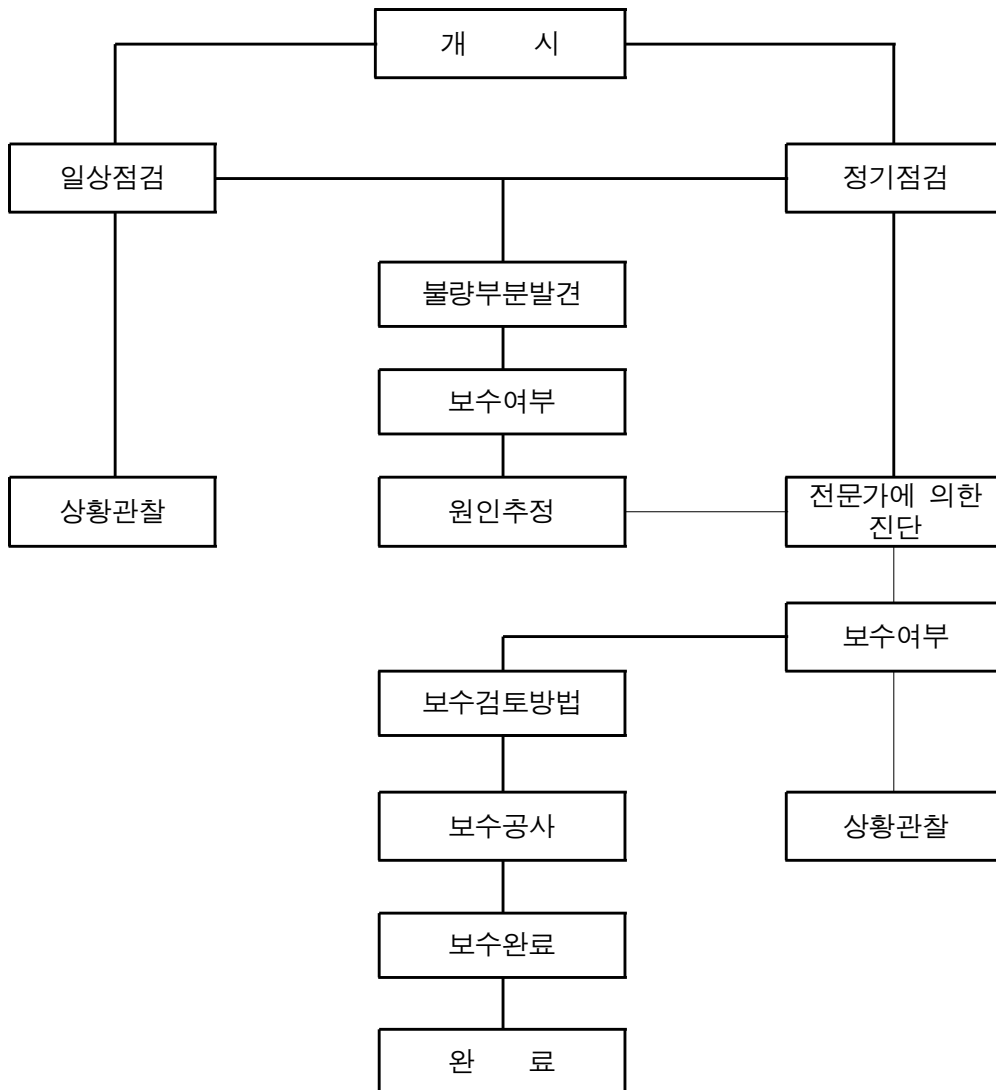 개 시
일상점검
정기점검
불량부분발견
보수여부
상황관찰
원인추정
전문가에 의한
진단
보수여부
보수검토방법
보수공사
상황관찰
보수완료
완 료